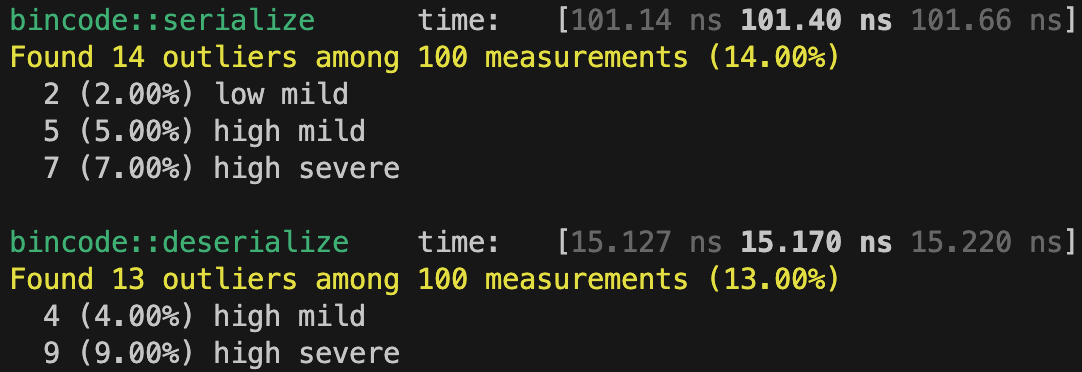 bincode::serialize      time:   [101.14 ns 101.40 ns 101.66 ns]
Found 14 outliers among 100 measurements (14.00%)
  2 (2.00%) low mild
  5 (5.00%) high mild
  7 (7.00%) high severe
bincode::deserialize    time:   [15.127 ns 15.170 ns 15.220 ns]
Found 13 outliers among 100 measurements (13.00%)
  4 (4.00%) high mild
  9 (9.00%) high severe